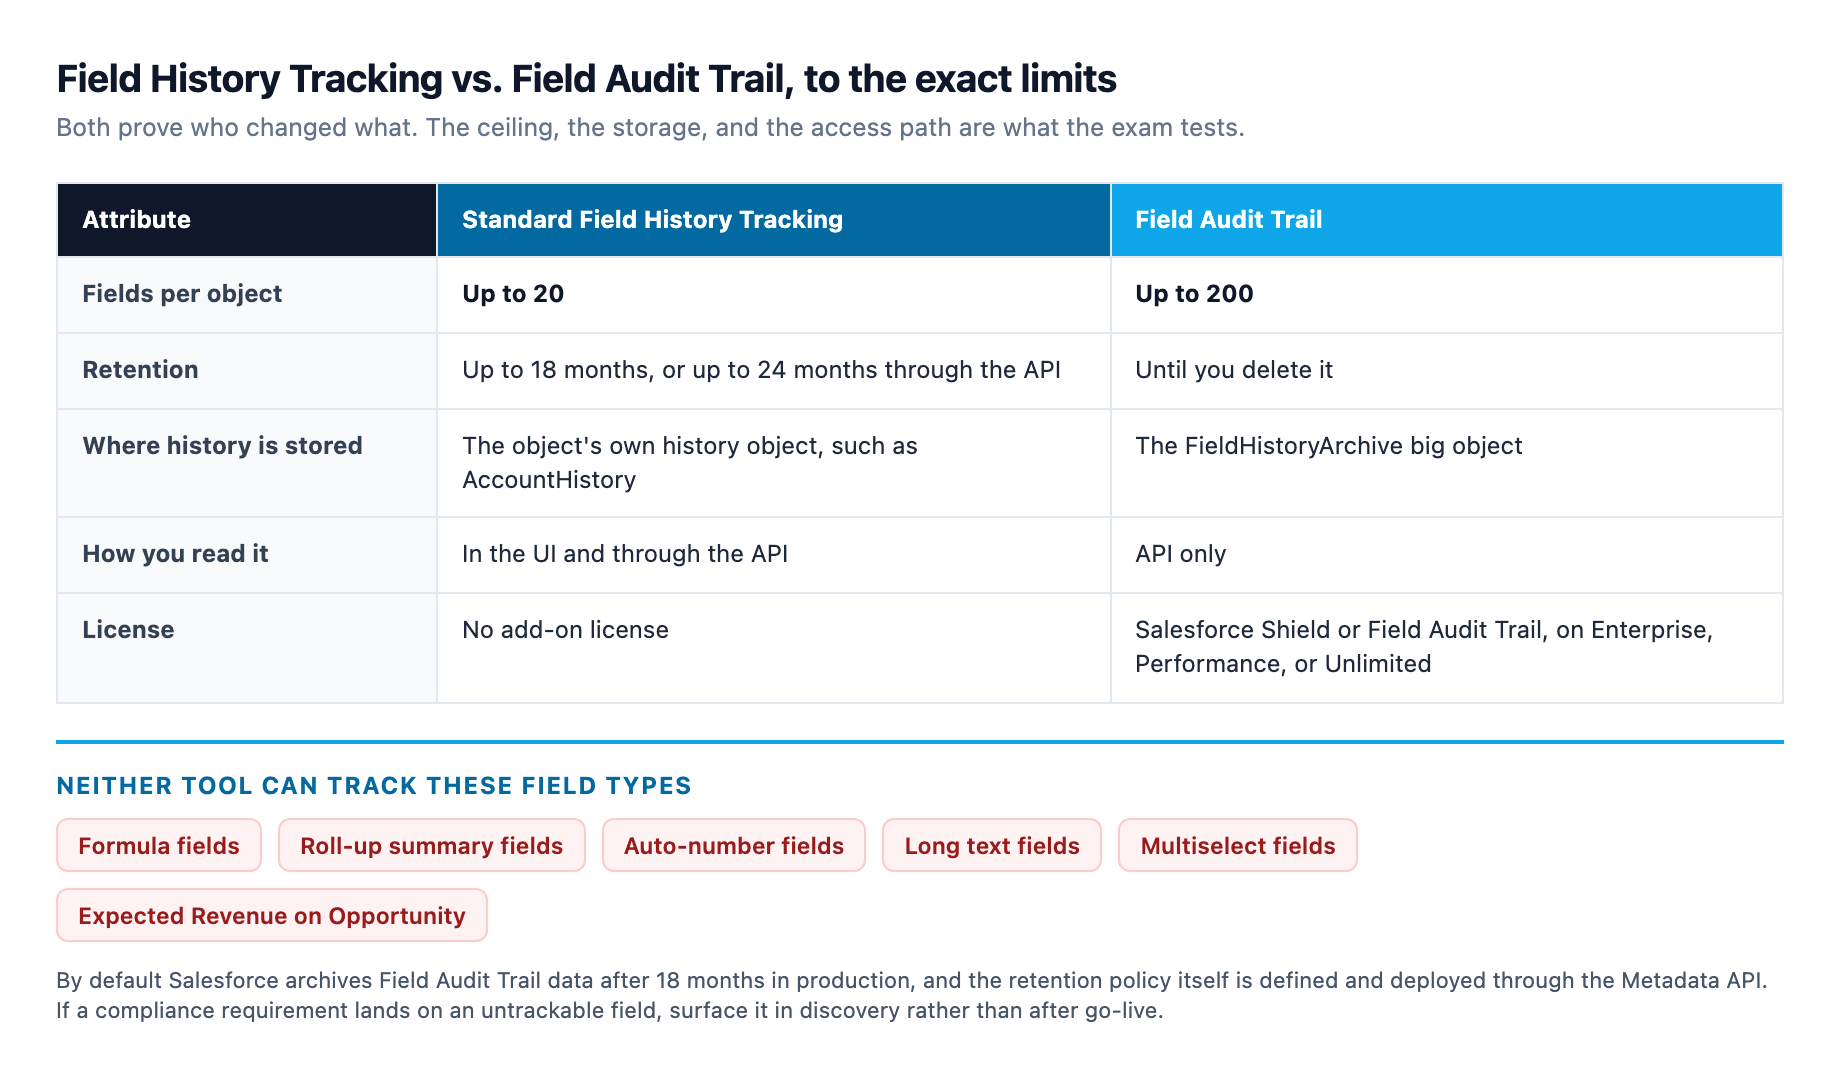 Field History Tracking vs. Field Audit Trail, to the exact limits
Both prove who changed what. The ceiling, the storage, and the access path are what the exam tests.
Attribute
Standard Field History Tracking
Field Audit Trail
Fields per object
Up to 20
Up to 200
Retention
Up to 18 months, or up to 24 months through the API
Until you delete it
Where history is stored
The object's own history object, such as
AccountHistory
The FieldHistoryArchive big object
How you read it
In the UI and through the API
API only
License
No add-on license
Salesforce Shield or Field Audit Trail, on Enterprise,
Performance, or Unlimited
NEITHER TOOL CAN TRACK THESE FIELD TYPES
Formula fields
Roll-up summary fields
Auto-number fields
Long text fields
Multiselect fields
Expected Revenue on Opportunity
By default Salesforce archives Field Audit Trail data after 18 months in production, and the retention policy itself is defined and deployed through the Metadata API.
If a compliance requirement lands on an untrackable field, surface it in discovery rather than after go-live.